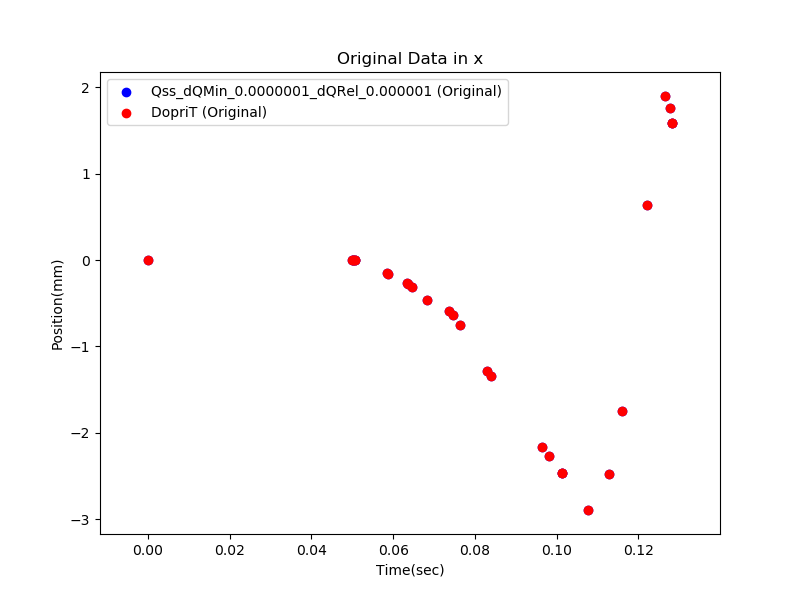 Original Data in x
Qss_dQMin_0.0000001_dQRel_0.000001 (Original)
DopriT (Original)
2
1
0
−1
−2
−3
Position(mm)
0.00 0.02 0.04 0.06 0.08 0.10 0.12
Time(sec)